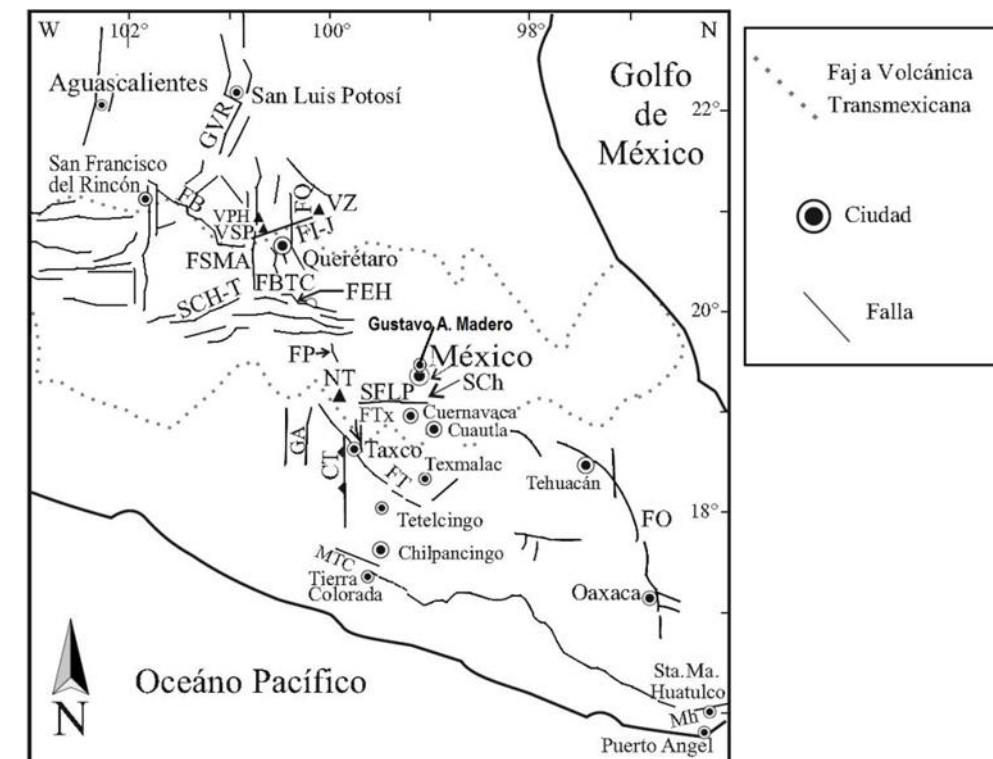 W
102°
100°
98°
N
Aguascalientes
San Luis Potosí
GVR
Golfo
de
México
22°
San Francisco
del Rincón
FB
FQ
VPH
VZ
VSP
FI-J
Querétaro
FSMA
FBTC
SCH-T
FEH
20°
Gustavo A. Madero
FP
México
NT
SFLP
SCh
FTx
Cuernavaca
Cuautla
GA
Taxco
CT
FT
Texmalac
Tehuacán
Tetelcingo
18°
FO
Chilpancingo
MTC
Tierra
Colorada
Oaxaca
Océano Pacífico
N
Sta.Ma.
Huatulco
Mh
Puerto Angel
Faja Volcánica
Transmexicana
Ciudad
Falla